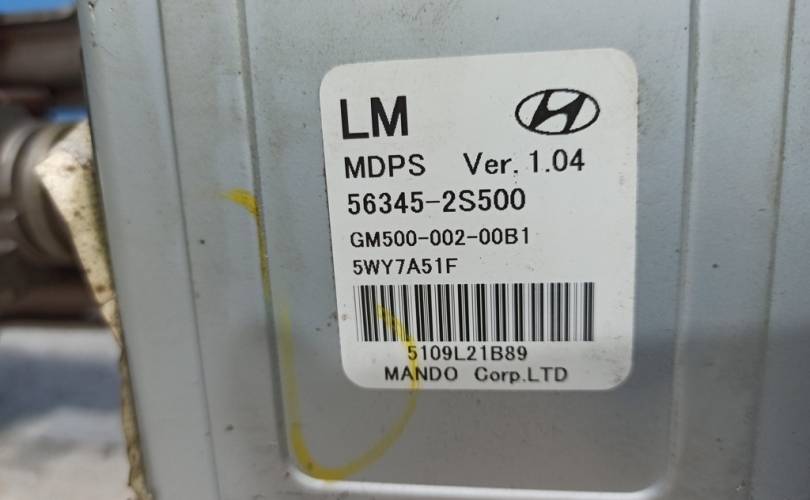 LM
MDPS Ver. 1.04
56345-2S500
GM500-002-00B1
5WY7A51F
5109L21B89
MANDO Corp.LTD